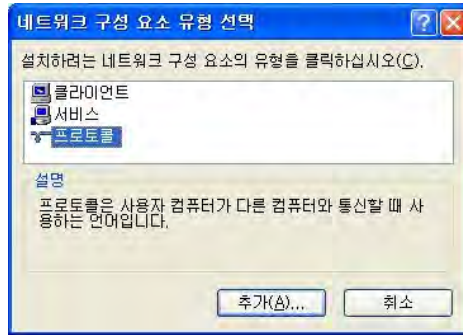 네트워크 구성 요소 유형 선택
설치하려는 네트워크 구성 요소의 유형을 클릭하십시오(C).
클라이언트
서비스
프로토콜
설명
프로토콜은 사용자 컴퓨터가 다른 컴퓨터와 통신할 때 사
용하는 언어입니다.
추가(A)... 취소